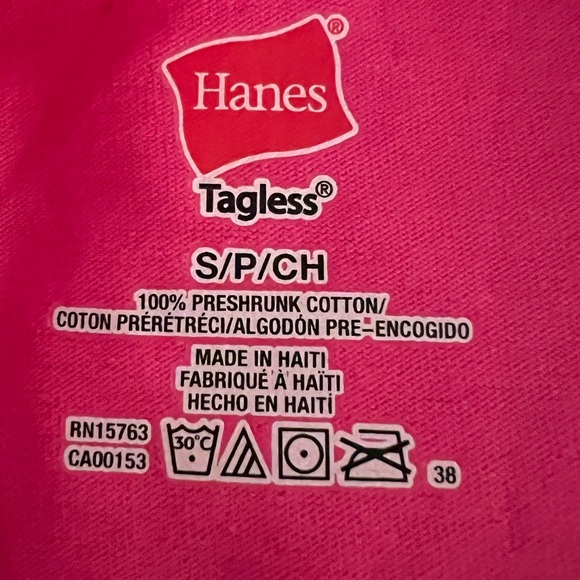 Hanes®
Tagless®
S/P/CH
100% PRESHRUNK COTTON/
COTON PRÉRÉTRÉCI/ALGODÓN PRE-ENCOGIDO
MADE IN HAITI
FABRIQUÉ À HAÏTI
HECHO EN HAITÍ
RN15763
CA00153
30°C
38